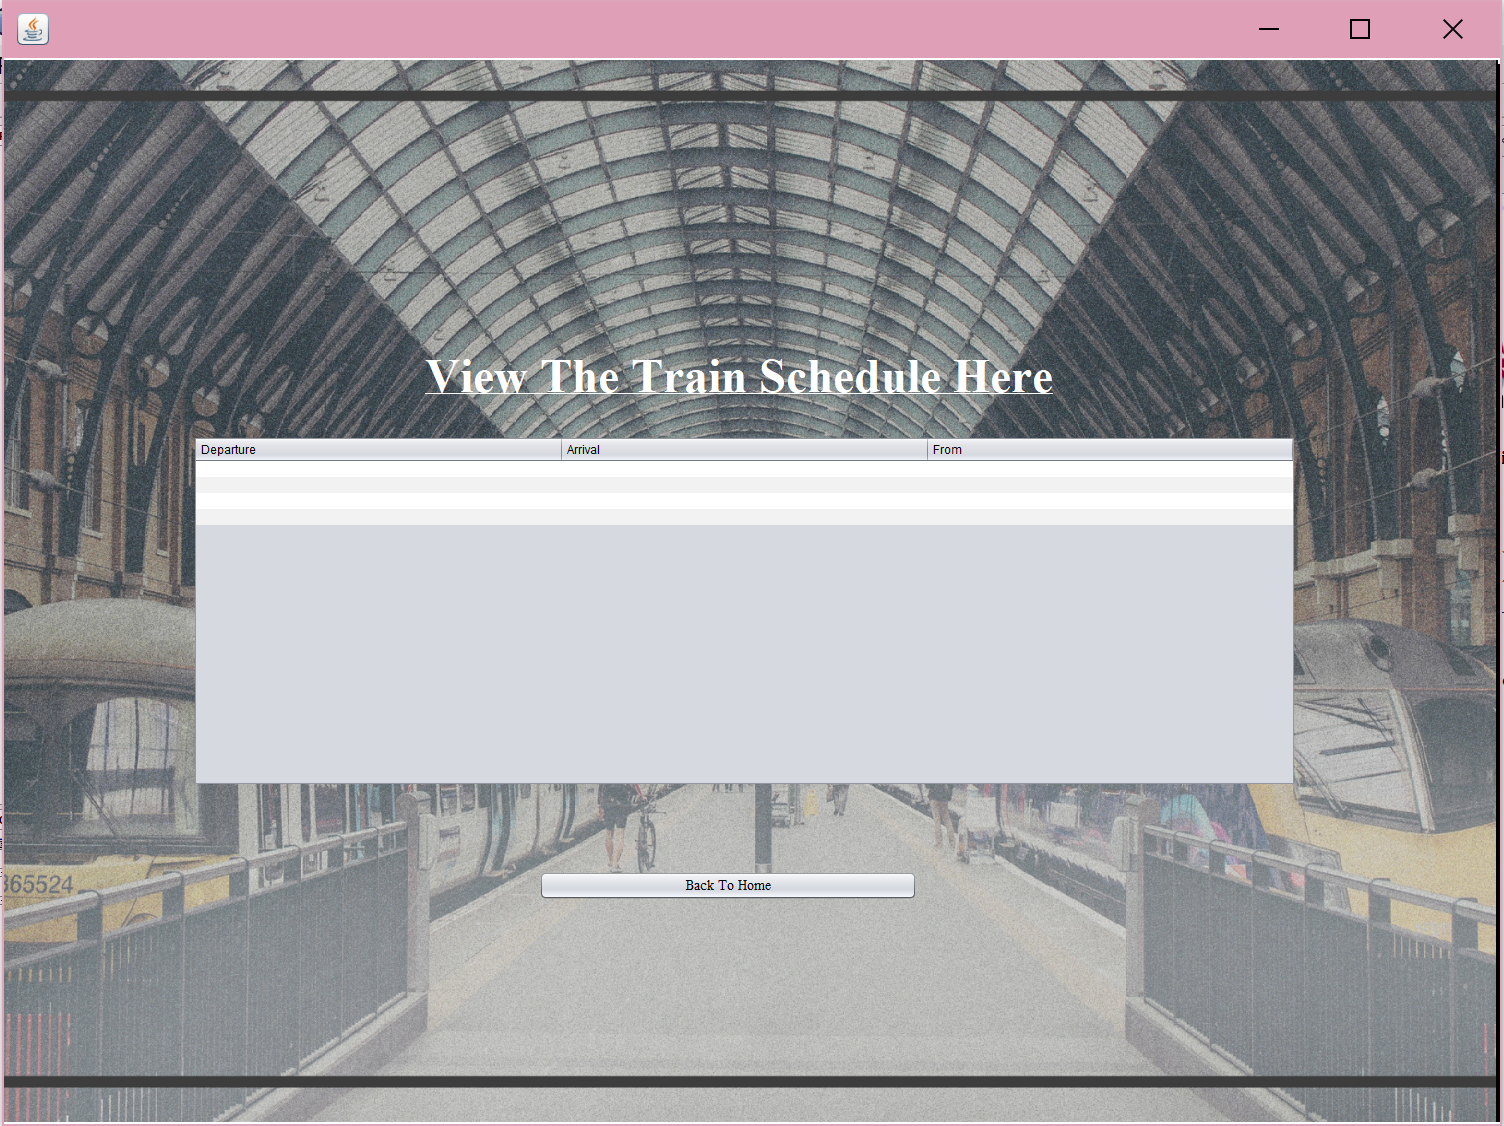 View The Train Schedule Here
Departure Arrival From
365524
Back To Home